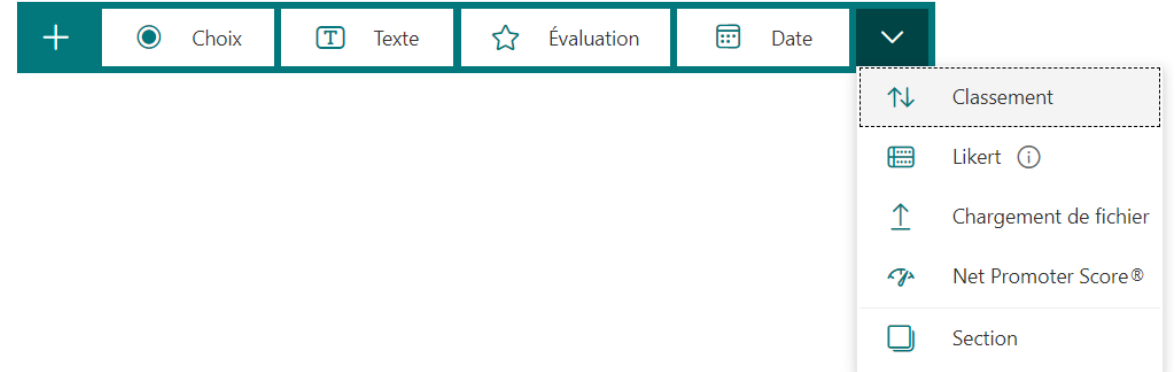 Choix
Texte
Évaluation
Date
Classement
Likert
Chargement de fichier
Net Promoter Score®
Section